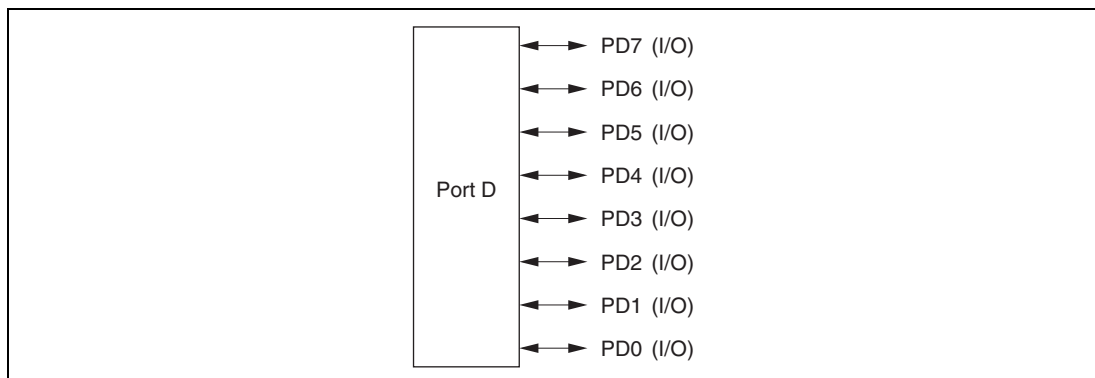 PD7 (I/O)
PD6 (I/O)
PD5 (I/O)
PD4 (I/O)
Port D
PD3 (I/O)
PD2 (I/O)
PD1 (I/O)
PD0 (I/O)